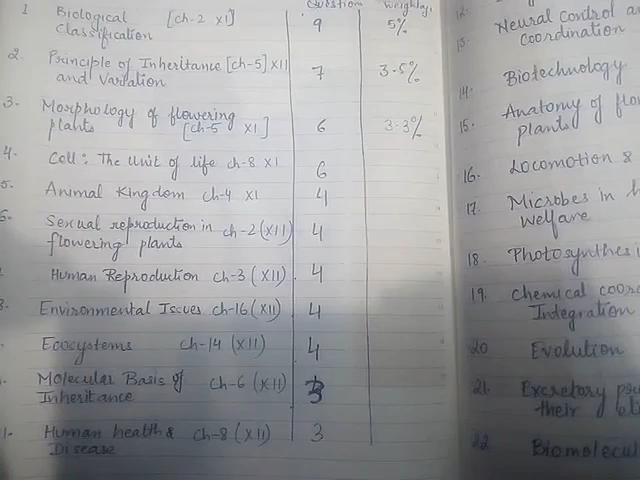 Question Weightage
1 Biological [ch-2 XI] 9 5%
Classification
2. Principle of Inheritance [ch-5] XII 7 3.5%
and Variation
3. Morphology of flowering 6 3.3%
plants [ch-5 XI]
4. Cell: The Unit of life ch-8 XI 6
5. Animal Kingdom ch-4 XI 4
6. Sexual reproduction in ch-2 (XII) 4
flowering plants
Human Reproduction ch-3 (XII) 4
8. Environmental Issues ch-16 (XII) 4
Ecosystems ch-14 (XII) 4
Molecular Basis of ch-6 (XII) 3
Inheritance
Human health & ch-8 (XII) 3
Disease
12.
13. Neural Control
Coordination
14. Biotechnology
15. Anatomy of
plants
16. Locomotion &
17. Microbes in
welfare
18. Photosynthesi
19. Chemical
Integration
20 Evolution
21. Excretory
their
22. Biomolecul